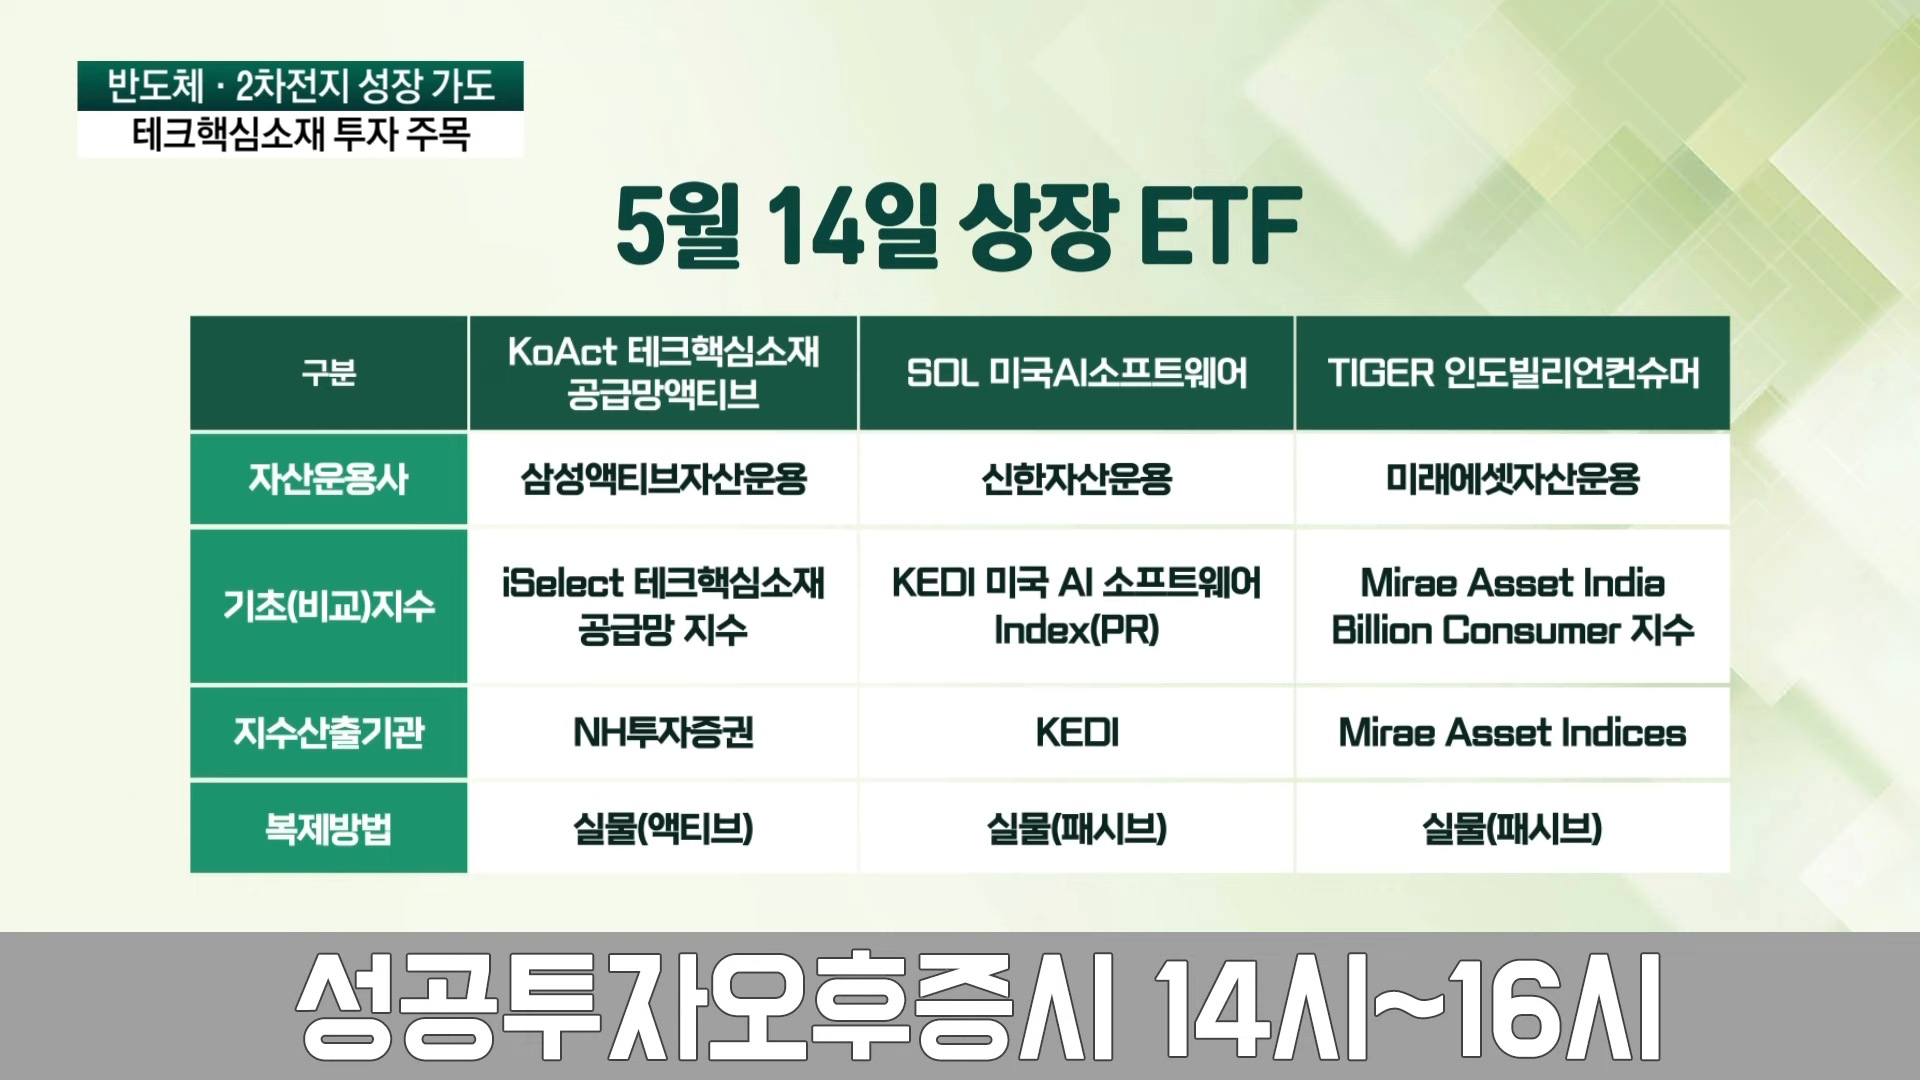 반도체 · 2차전지 성장 가도
테크핵심소재 투자 주목
5월 14일 상장 ETF
구분
KoAct 테크핵심소재
공급망액티브
SOL 미국AI소프트웨어
TIGER 인도빌리언컨슈머
자산운용사
삼성액티브자산운용
신한자산운용
미래에셋자산운용
기초(비교)지수
iSelect 테크핵심소재
공급망 지수
KEDI 미국 AI 소프트웨어
Index(PR)
Mirae Asset India
Billion Consumer 지수
지수산출기관
NH투자증권
KEDI
Mirae Asset Indices
복제방법
실물(액티브)
실물(패시브)
실물(패시브)
성공투자오후증시 14시~16시